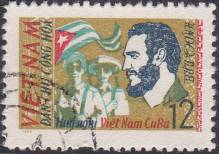 VIỆT NAM
DÂN CHỦ CỘNG HÒA
Hữu nghị Việt Nam CuBa
12